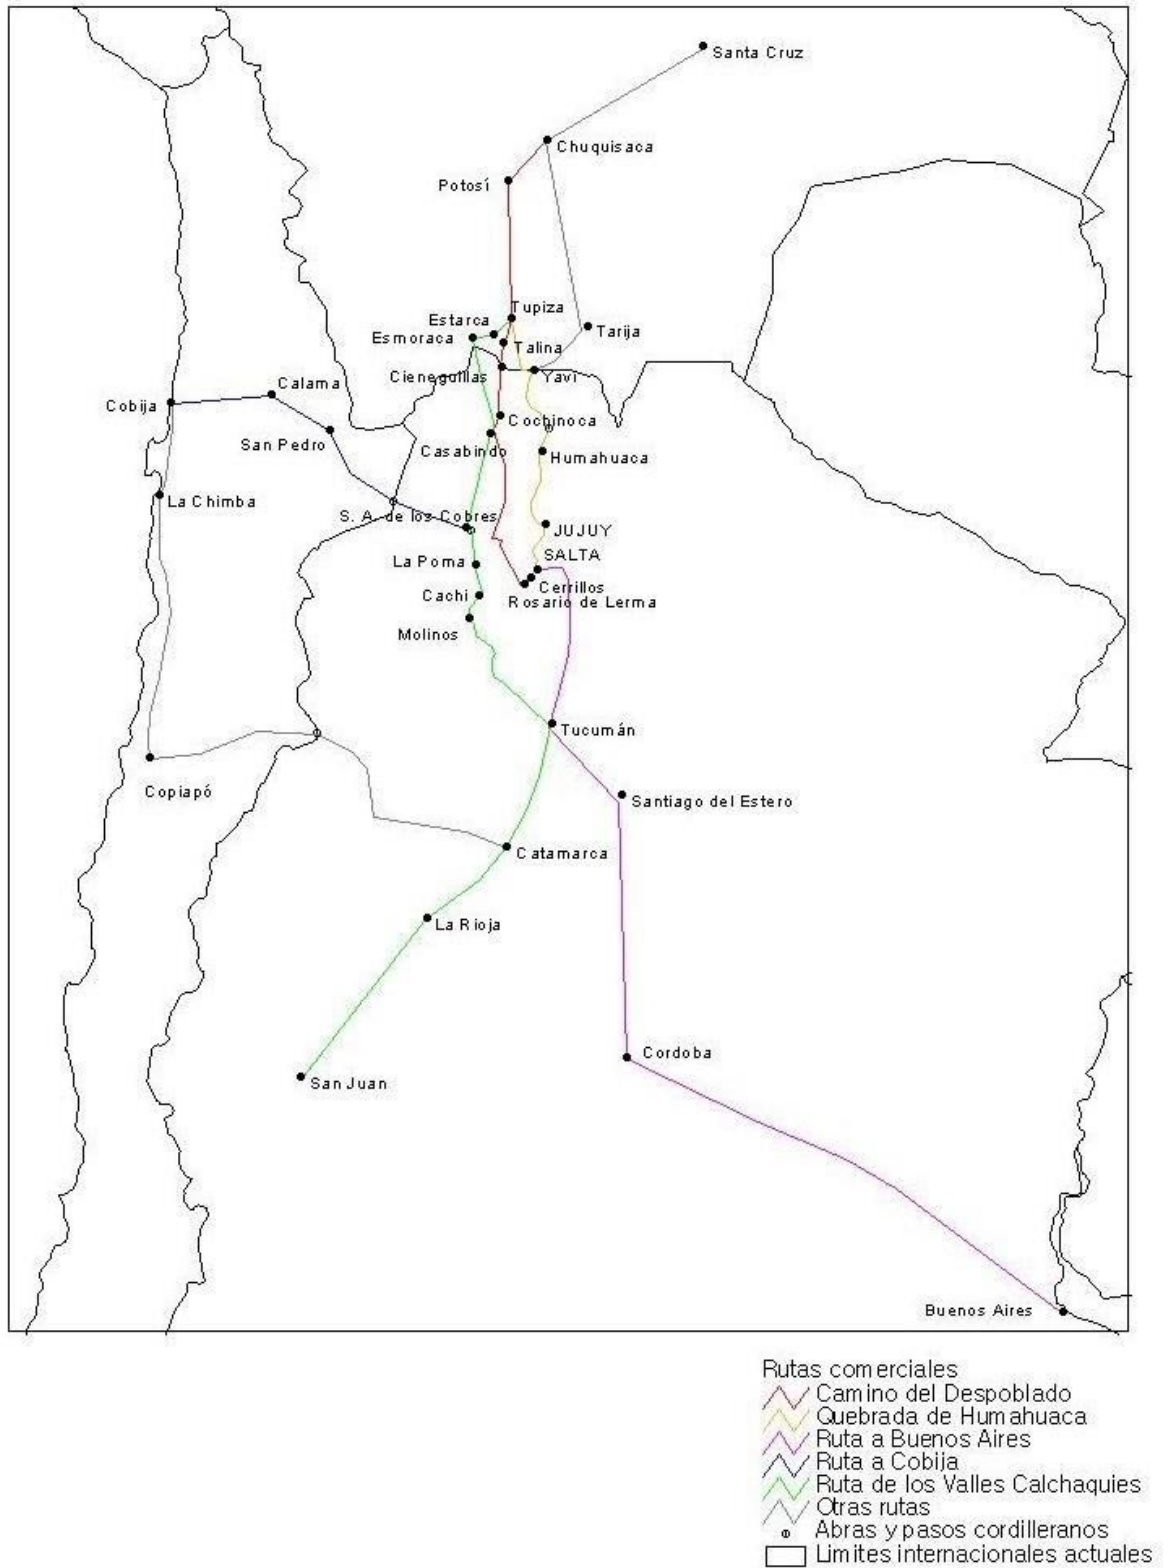 Santa Cruz
Chuquisaca
Potosí
Tupiza
Estarca
Tarija
Esmoraca
Talina
Cieneguillas
Yavi
Calama
Cobija
Cochinoca
San Pedro
Casabindo
Humahuaca
La Chimba
S. A. de los Cobres
JUJUY
SALTA
La Poma
Cerrillos
Cachi
Rosario de Lerma
Molinos
Tucumán
Copiapó
Santiago del Estero
Catamarca
La Rioja
Cordoba
San Juan
Buenos Aires
Rutas comerciales
Camino del Despoblado
Quebrada de Humahuaca
Ruta a Buenos Aires
Ruta a Cobija
Ruta de los Valles Calchaquies
Otras rutas
Abras y pasos cordilleranos
Limites internacionales actuales